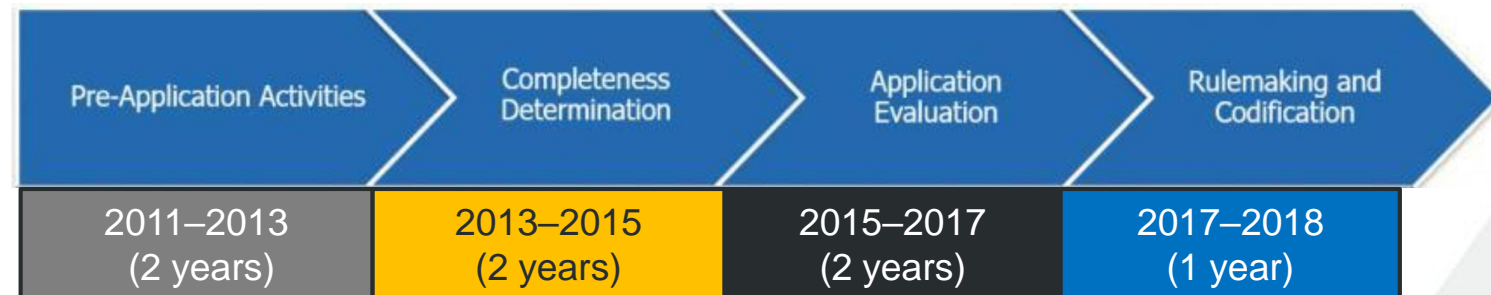 Pre-Application Activities
Completeness
Determination
Application
Evaluation
Rulemaking and
Codification
2011–2013
(2 years)
2013–2015
(2 years)
2015–2017
(2 years)
2017–2018
(1 year)